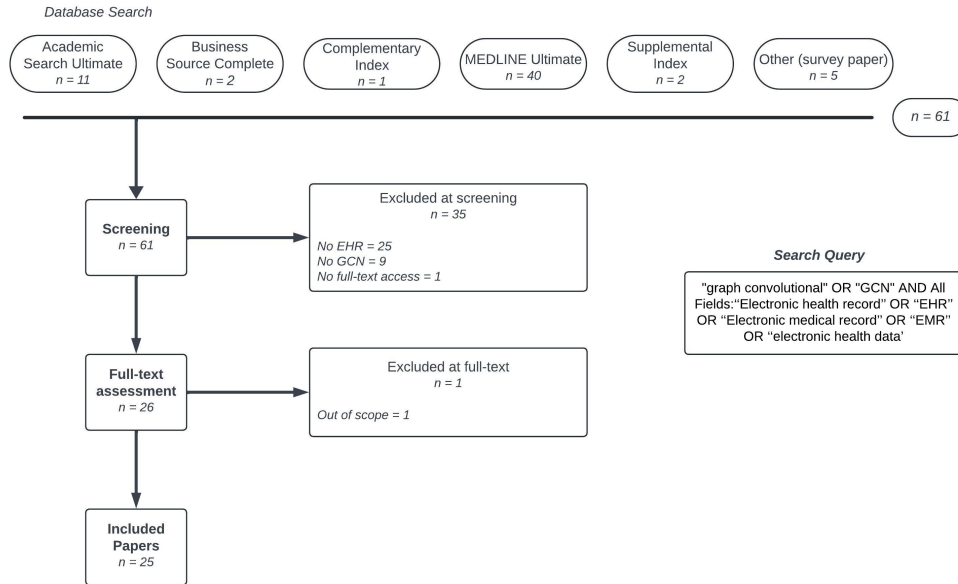 Database Search
Academic
Search Ultimate
n = 11
Business
Source Complete
n = 2
Complementary
Index
n = 1
MEDLINE Ultimate
n = 40
Supplemental
Index
n = 2
Other (survey paper)
n = 5
n = 61
Screening
n = 61
Excluded at screening
n = 35
No EHR = 25
No GCN = 9
No full-text access = 1
Search Query
"graph convolutional" OR "GCN" AND All
Fields:“Electronic health record” OR “EHR”
OR “Electronic medical record” OR “EMR”
OR “electronic health data’
Full-text
assessment
n = 26
Excluded at full-text
n = 1
Out of scope = 1
Included
Papers
n = 25